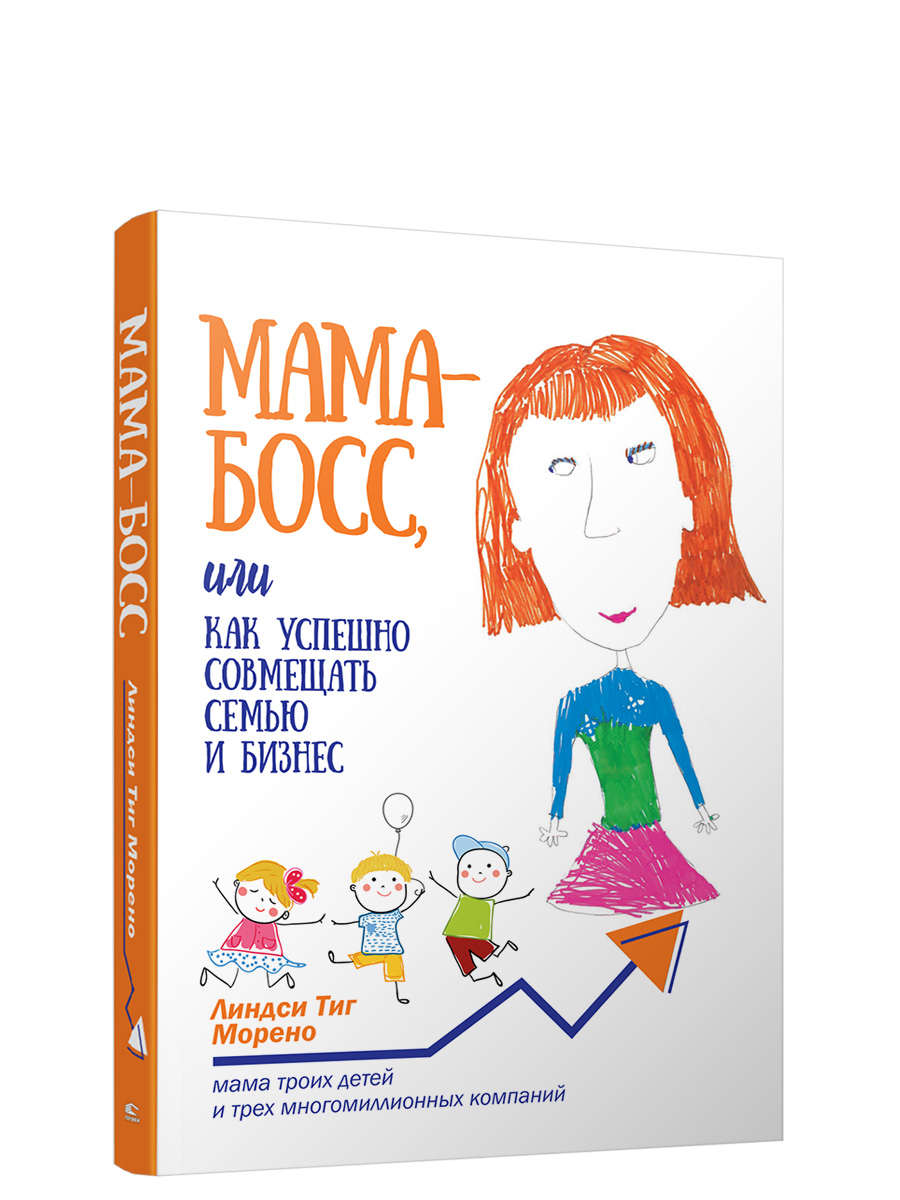 МАМА–БОСС
Линдси Тиг Морено
МАМА–
БОСС,
или
КАК УСПЕШНО
СОВМЕЩАТЬ
СЕМЬЮ
И БИЗНЕС
Линдси Тиг
Морено
мама троих детей
и трех многомиллионных компаний